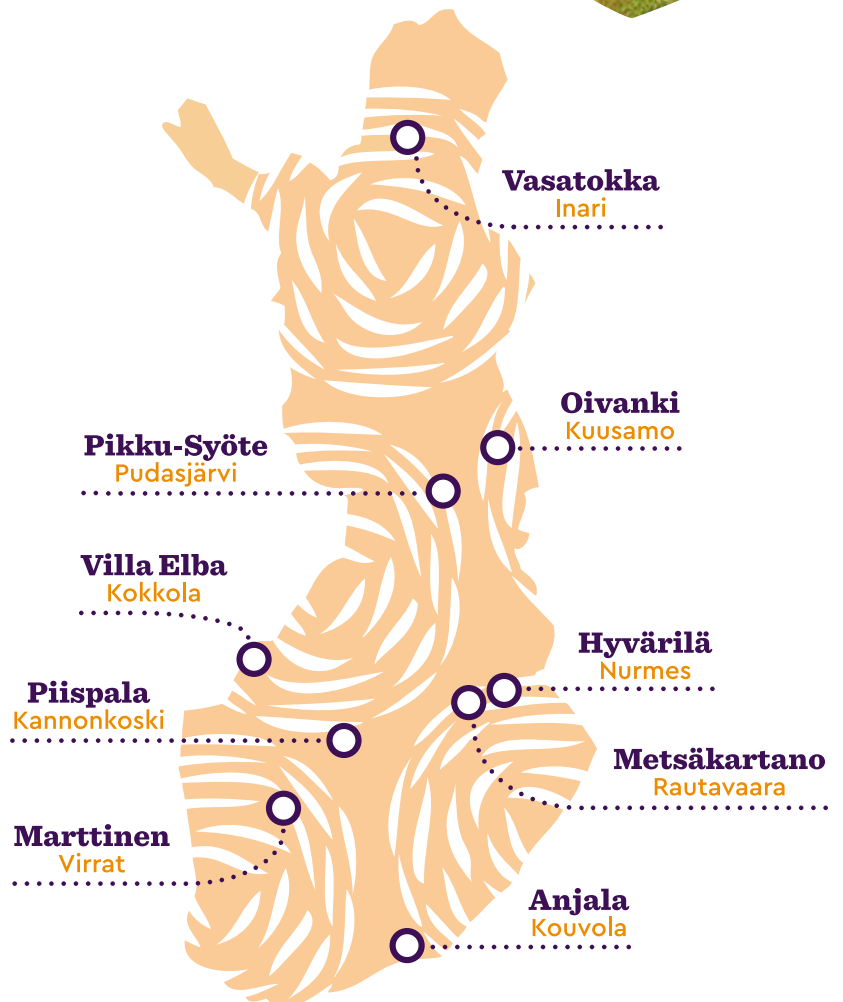 Vasatokka
Inari
Oivanki
Kuusamo
Pikku-Syöte
Pudasjärvi
Villa Elba
Kokkola
Hyvärilä
Nurmes
Piispala
Kannonkoski
Metsäkartano
Rautavaara
Marttinen
Virrat
Anjala
Kouvola